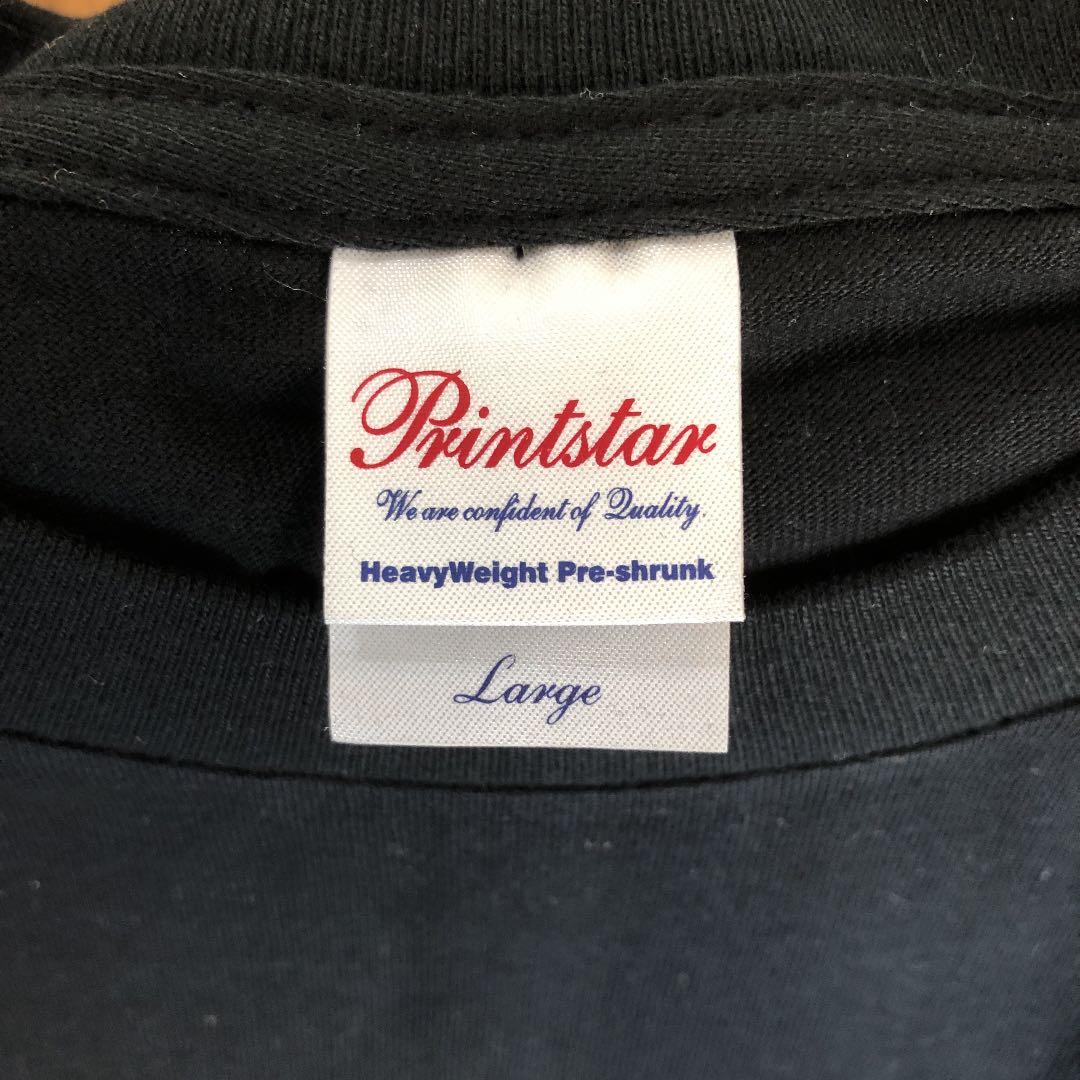 Printstar
We are confident of Quality.
HeavyWeight Pre-shrunk
Large